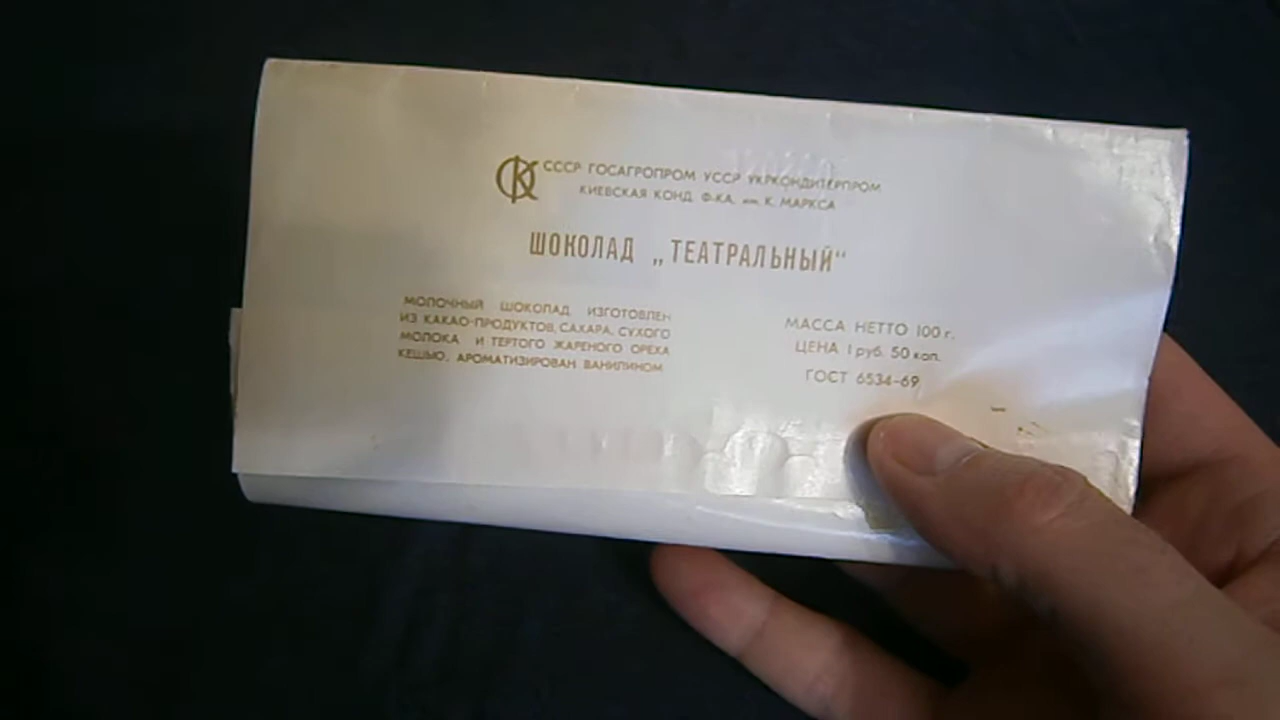 СССР ГОСАГРОПРОМ УССР УКРКОНДИТЕРПРОМ
КИЕВСКАЯ КОНД. Ф-КА. им. К. МАРКСА
ШОКОЛАД „ТЕАТРАЛЬНЫЙ“
МОЛОЧНЫЙ ШОКОЛАД ИЗГОТОВЛЕН
ИЗ КАКАО-ПРОДУКТОВ, САХАРА, СУХОГО
МОЛОКА И ТЕРТОГО ЖАРЕНОГО ОРЕХА
КЕШЬЮ, АРОМАТИЗИРОВАН ВАНИЛИНОМ
МАССА НЕТТО 100 г.
ЦЕНА 1 руб. 50 коп.
ГОСТ 6534-69